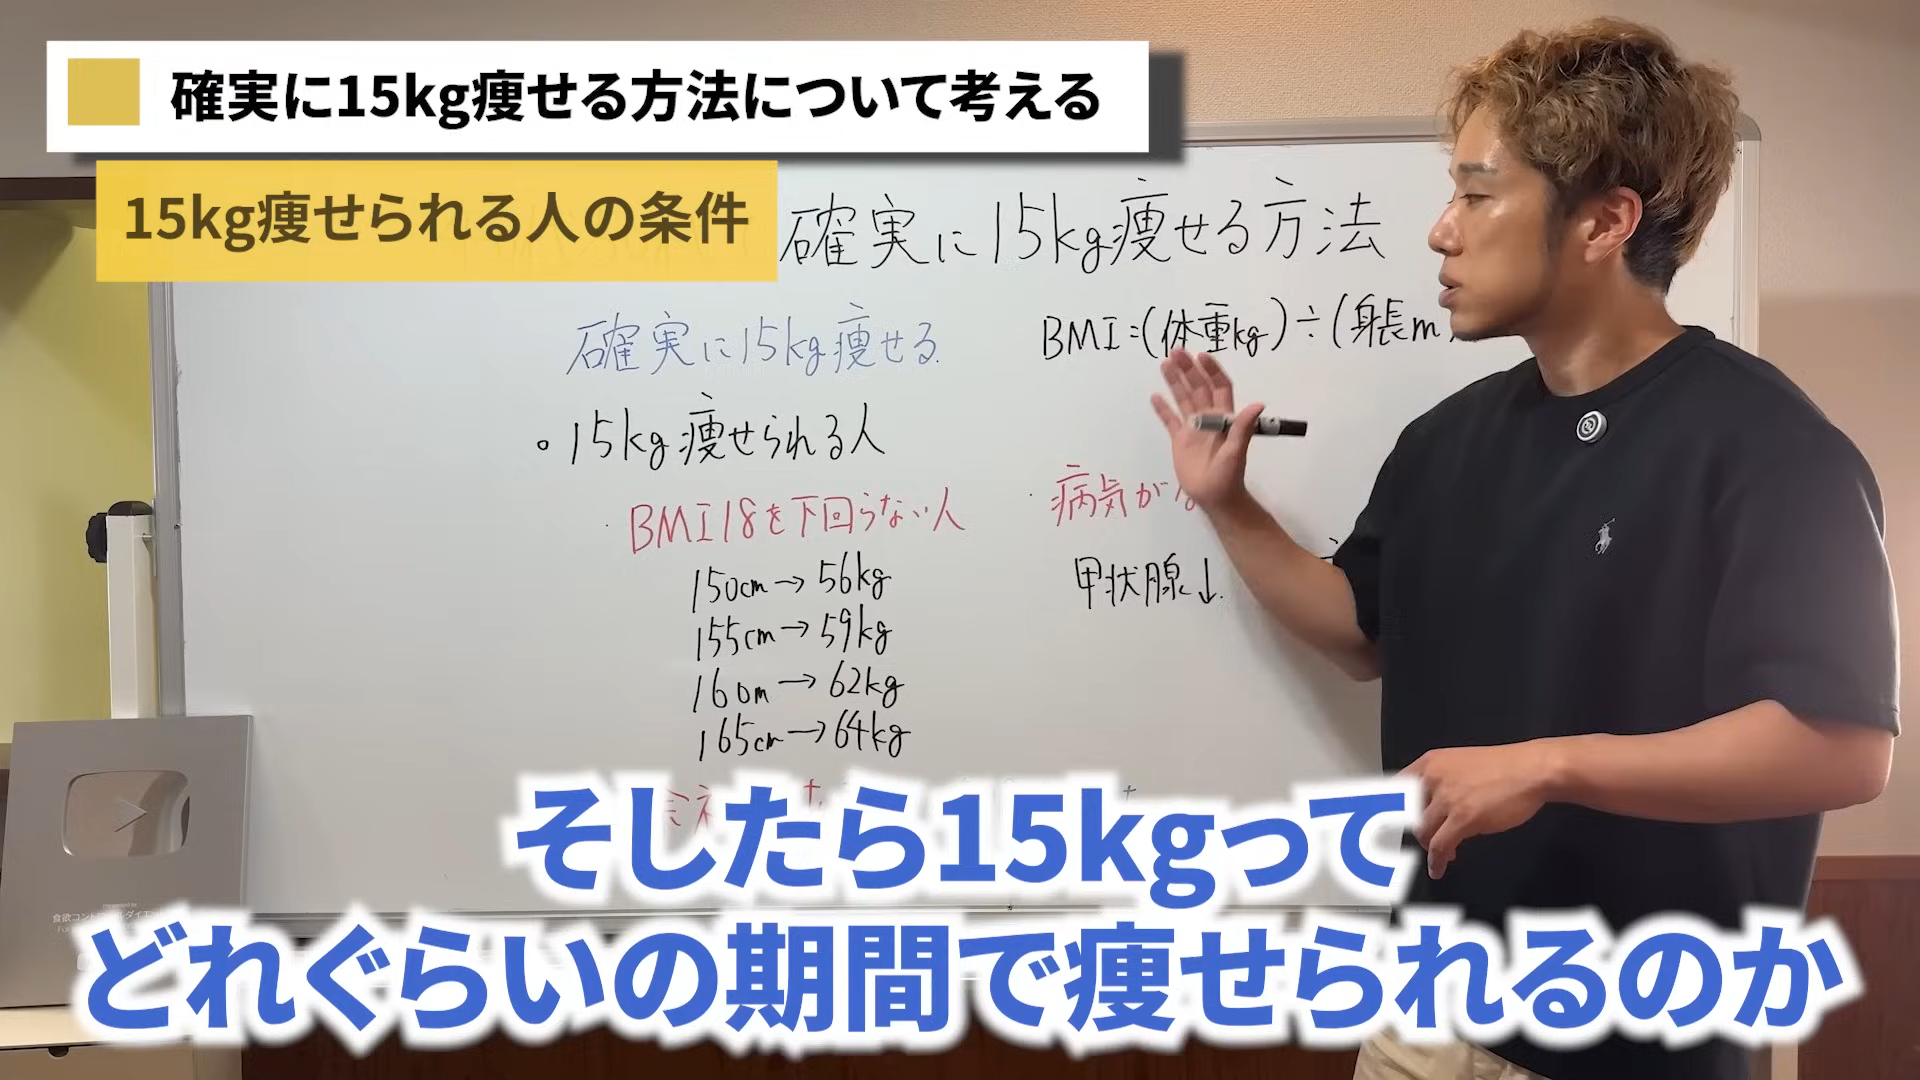 確実に15kg痩せる方法について考える
15kg痩せられる人の条件
確実に15kg痩せる方法
確実に15kg痩せる
BMI=(体重kg)÷(身長m
15kg痩せられる人
BMI18を下回らない人
病気が
150cm→56kg
甲状腺↓
155cm→59kg
160m→62kg
165cm→64kg
そしたら15kgって
どれぐらいの期間で痩せられるのか